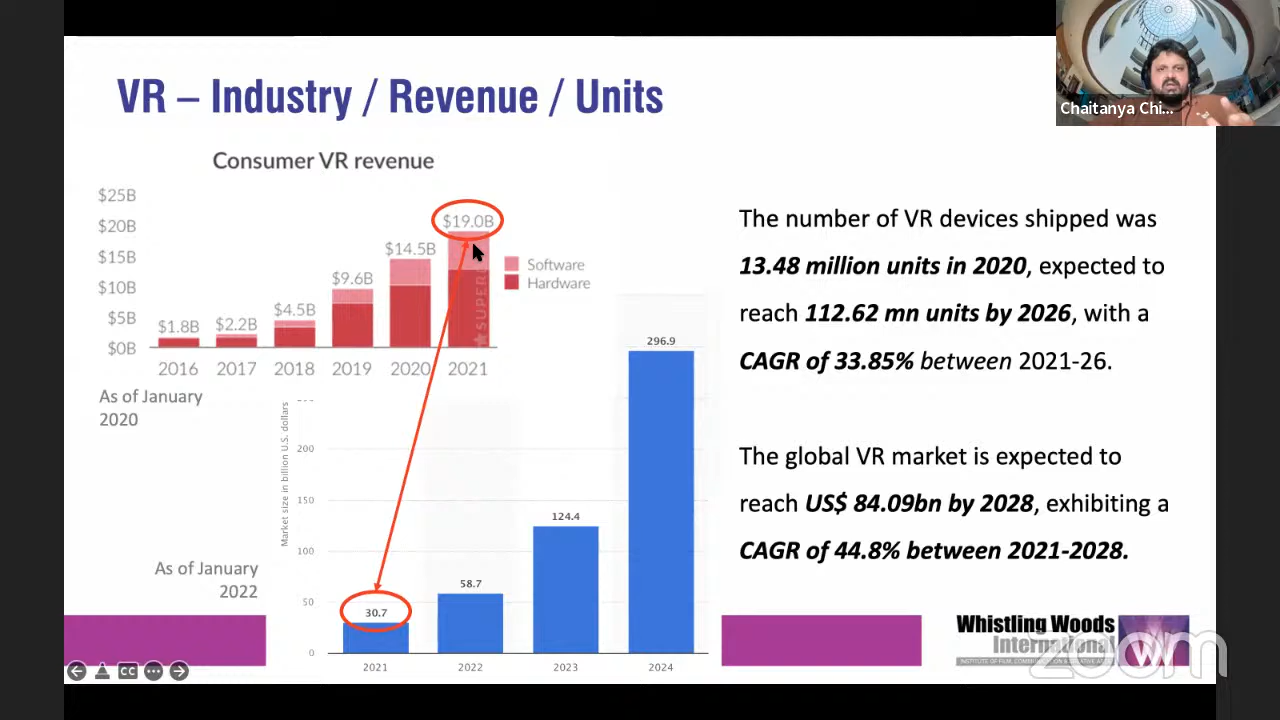 Chaitanya Chi...
VR – Industry / Revenue / Units
Consumer VR revenue
$25B
$20B
$15B
$10B
$5B
$0B
$1.8B
$2.2B
$4.5B
$9.6B
$14.5B
$19.0B
2016 2017 2018 2019 2020 2021
Software
Hardware
As of January
2020
Market size in billion U.S. dollars
200
150
100
50
0
30.7
58.7
124.4
296.9
2021 2022 2023 2024
As of January
2022
The number of VR devices shipped was
13.48 million units in 2020, expected to
reach 112.62 mn units by 2026, with a
CAGR of 33.85% between 2021-26.
The global VR market is expected to
reach US$ 84.09bn by 2028, exhibiting a
CAGR of 44.8% between 2021-2028.
Whistling Woods
International
zoom
CC